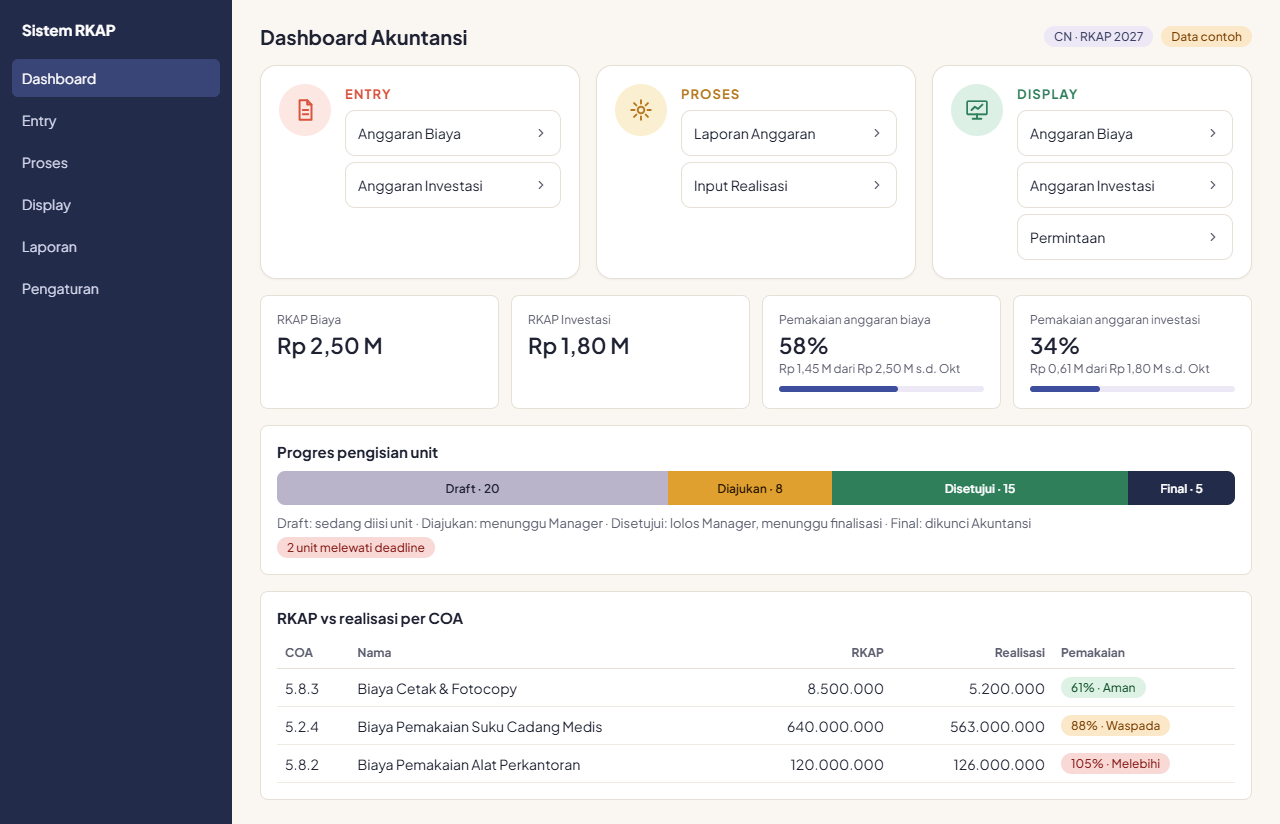 Sistem RKAP
Dashboard
Entry
Proses
Display
Laporan
Pengaturan
Dashboard Akuntansi
CN · RKAP 2027
Data contoh
ENTRY
Anggaran Biaya
Anggaran Investasi
PROSES
Laporan Anggaran
Input Realisasi
DISPLAY
Anggaran Biaya
Anggaran Investasi
Permintaan
RKAP Biaya
Rp 2,50 M
RKAP Investasi
Rp 1,80 M
Pemakaian anggaran biaya
58%
Rp 1,45 M dari Rp 2,50 M s.d. Okt
Pemakaian anggaran investasi
34%
Rp 0,61 M dari Rp 1,80 M s.d. Okt
Progres pengisian unit
Draft · 20
Diajukan · 8
Disetujui · 15
Final · 5
Draft: sedang diisi unit · Diajukan: menunggu Manager · Disetujui: lolos Manager, menunggu finalisasi · Final: dikunci Akuntansi
2 unit melewati deadline
RKAP vs realisasi per COA
COA Nama RKAP Realisasi Pemakaian
5.8.3 Biaya Cetak & Fotocopy 8.500.000 5.200.000 61% · Aman
5.2.4 Biaya Pemakaian Suku Cadang Medis 640.000.000 563.000.000 88% · Waspada
5.8.2 Biaya Pemakaian Alat Perkantoran 120.000.000 126.000.000 105% · Melebihi